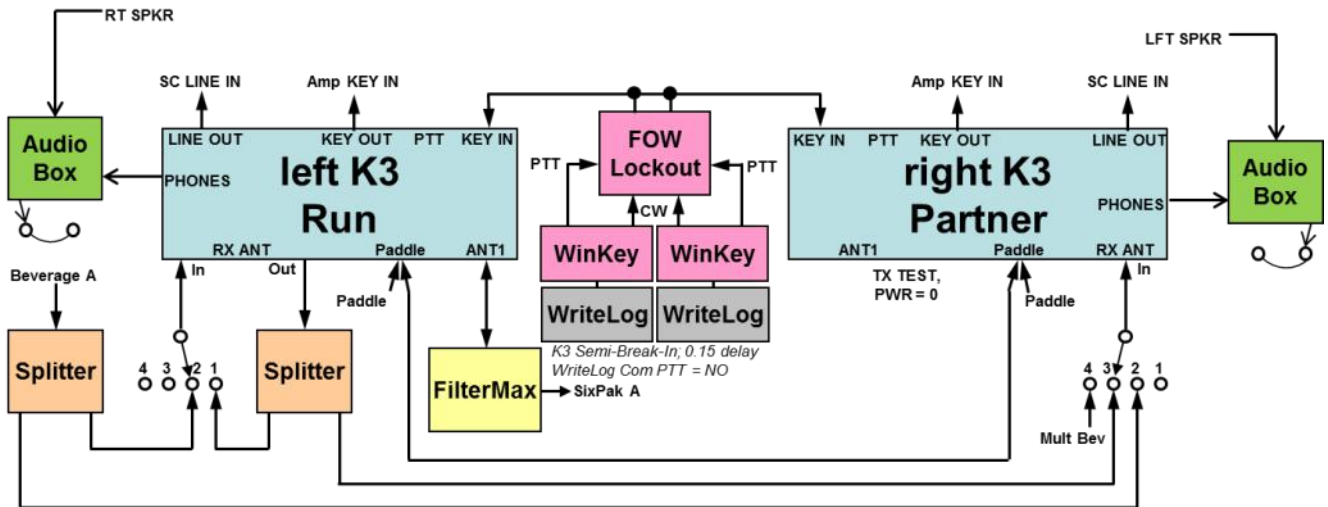 RT SPKR
LFT SPKR
SC LINE IN
Amp KEY IN
Amp KEY IN
SC LINE IN
Audio
Box
LINE OUT
KEY OUT
PTT
KEY IN
left K3
Run
PHONES
RX ANT
Paddle
ANT1
FOW
Lockout
PTT
PTT
CW
KEY IN
PTT
KEY OUT
LINE OUT
right K3
Partner
PHONES
ANT1
Paddle
RX ANT
Audio
Box
WinKey
WinKey
WriteLog
WriteLog
K3 Semi-Break-In; 0.15 delay
WriteLog Com PTT = NO
Beverage A
In
Out
Paddle
TX TEST,
PWR = 0
Paddle
In
Splitter
4 3 2 1
Splitter
FilterMax
SixPak A
4 3 2 1
Mult Bev